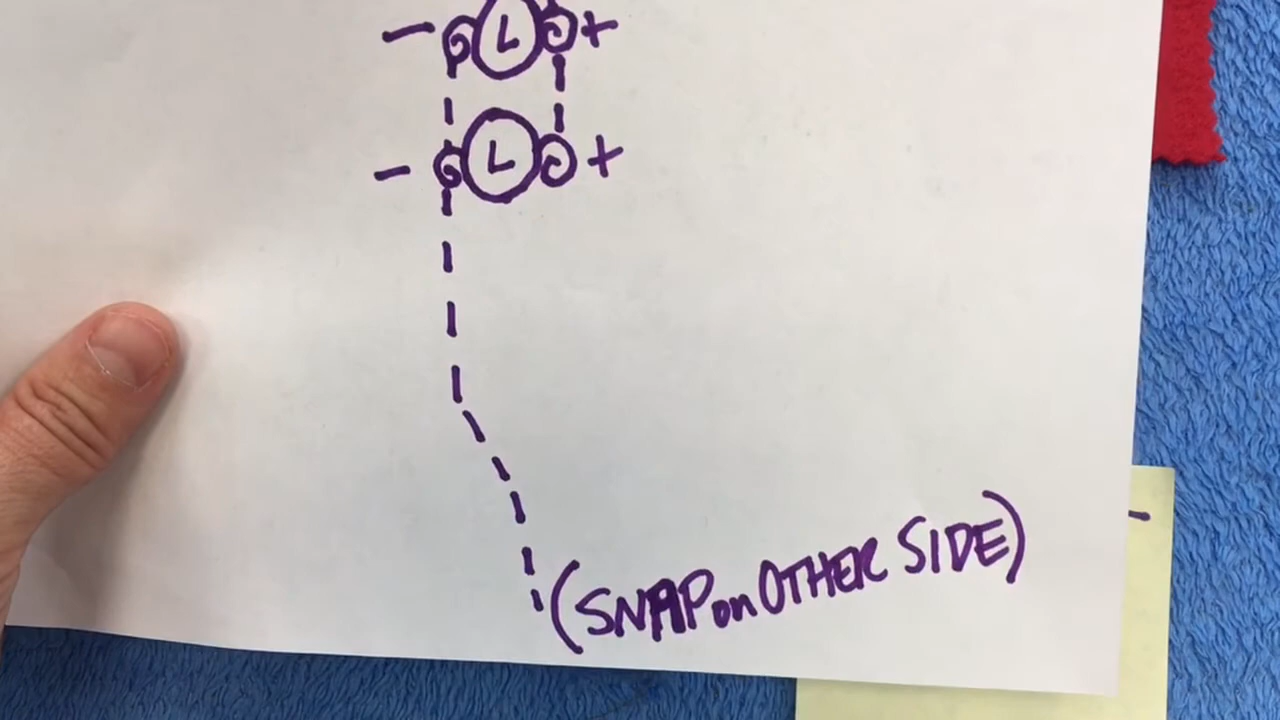 - L +
- L +
(SNAP on OTHER SIDE)
-